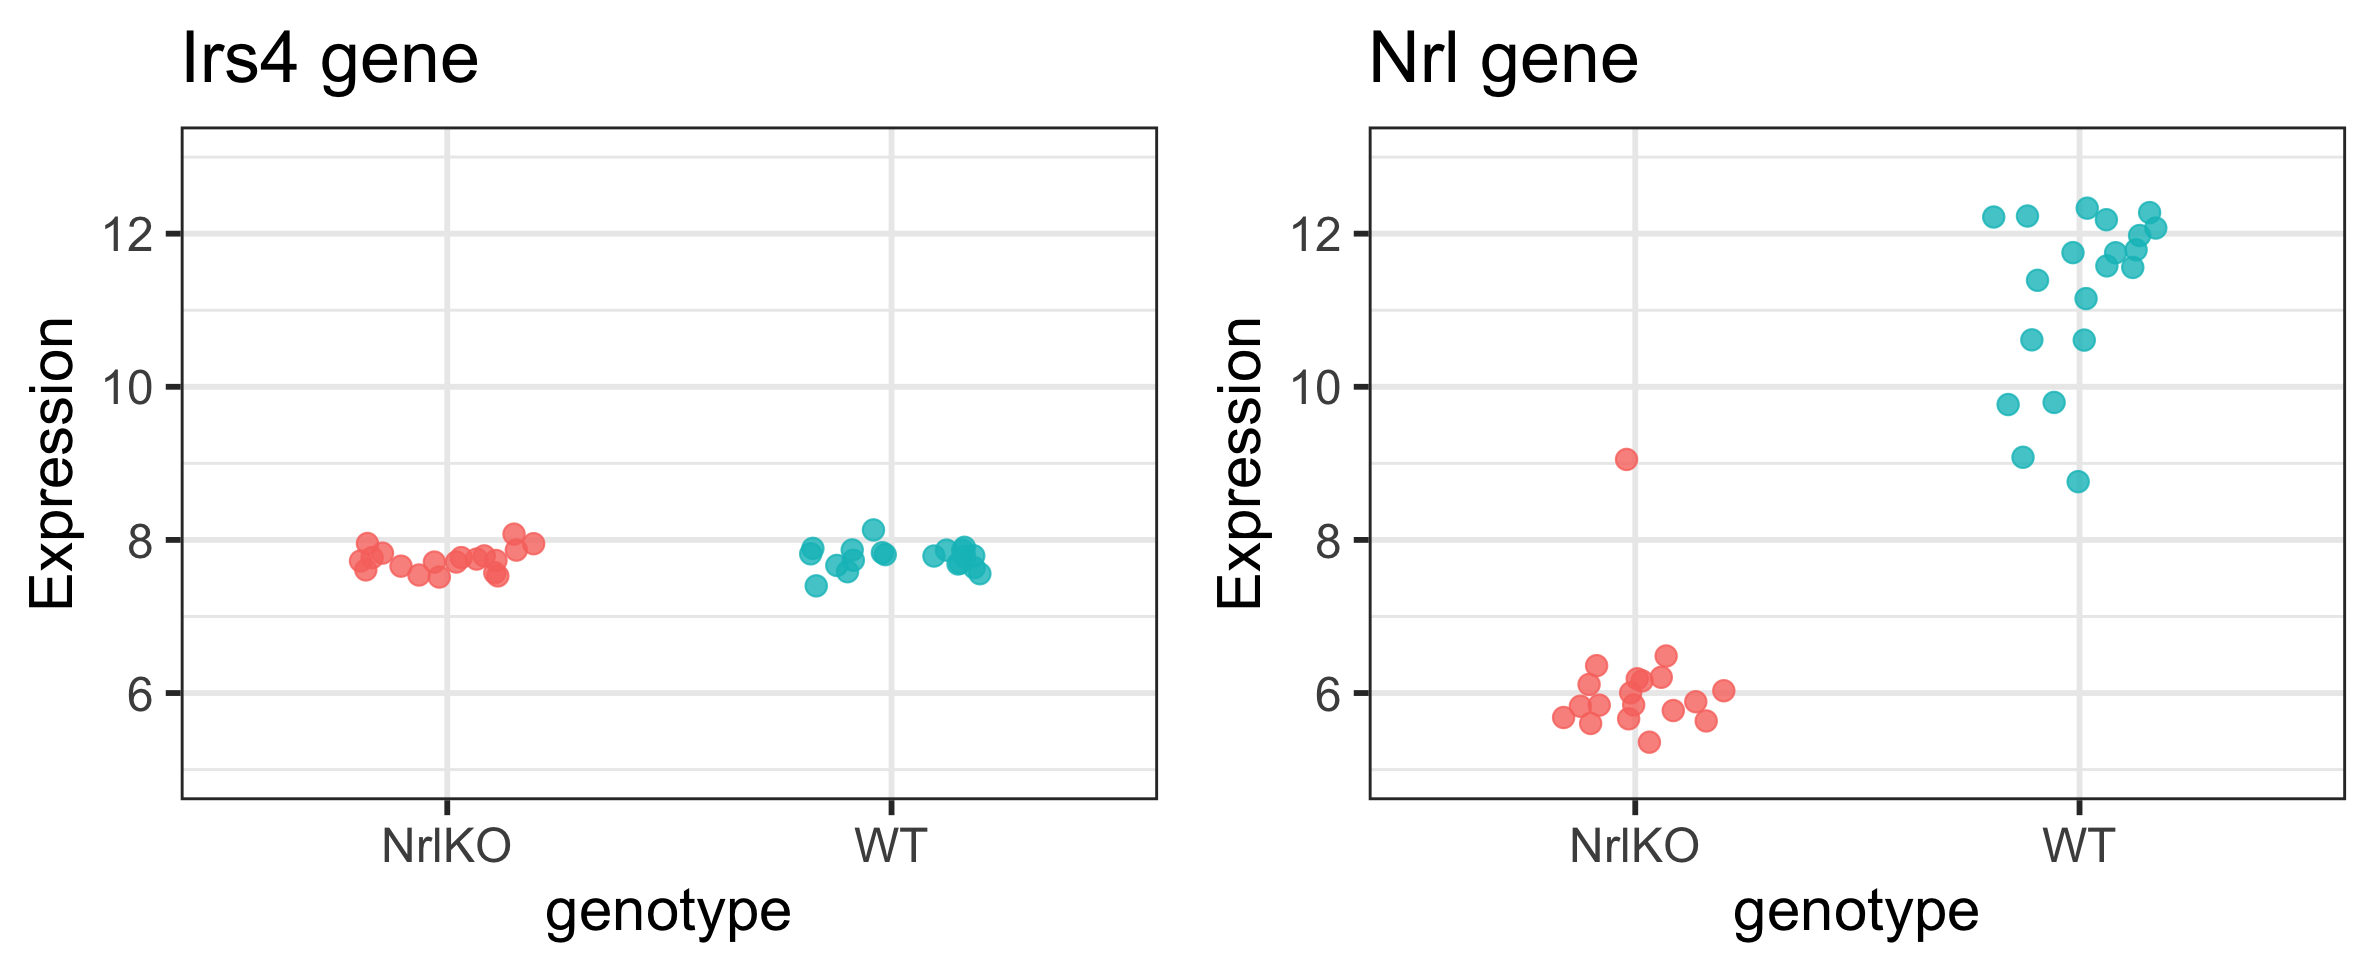 Irs4 gene
Expression
12
10
8
6
NrlKO
WT
genotype
Nrl gene
Expression
12
10
8
6
NrlKO
WT
genotype